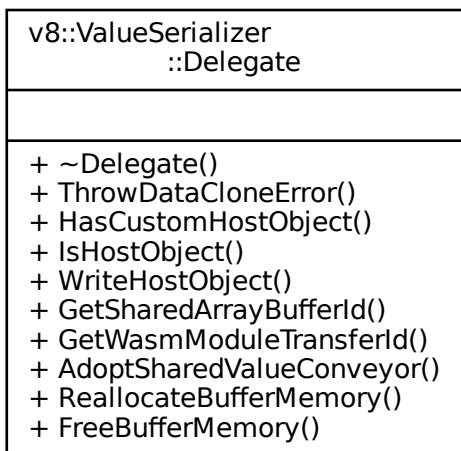 v8::ValueSerializer
::Delegate
+ ~Delegate()
+ ThrowDataCloneError()
+ HasCustomHostObject()
+ IsHostObject()
+ WriteHostObject()
+ GetSharedArrayBufferId()
+ GetWasmModuleTransferId()
+ AdoptSharedValueConveyor()
+ ReallocateBufferMemory()
+ FreeBufferMemory()